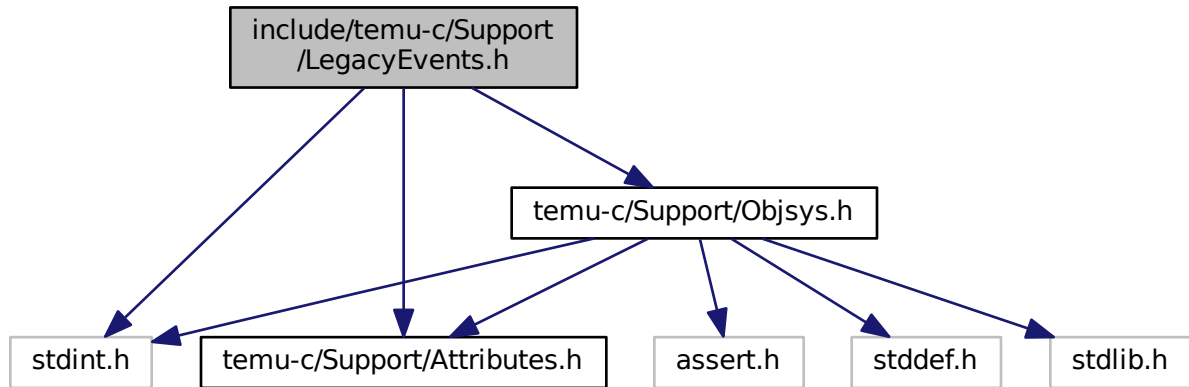 include/temu-c/Support
/LegacyEvents.h
temu-c/Support/Objsys.h
stdint.h
temu-c/Support/Attributes.h
assert.h
stddef.h
stdlib.h